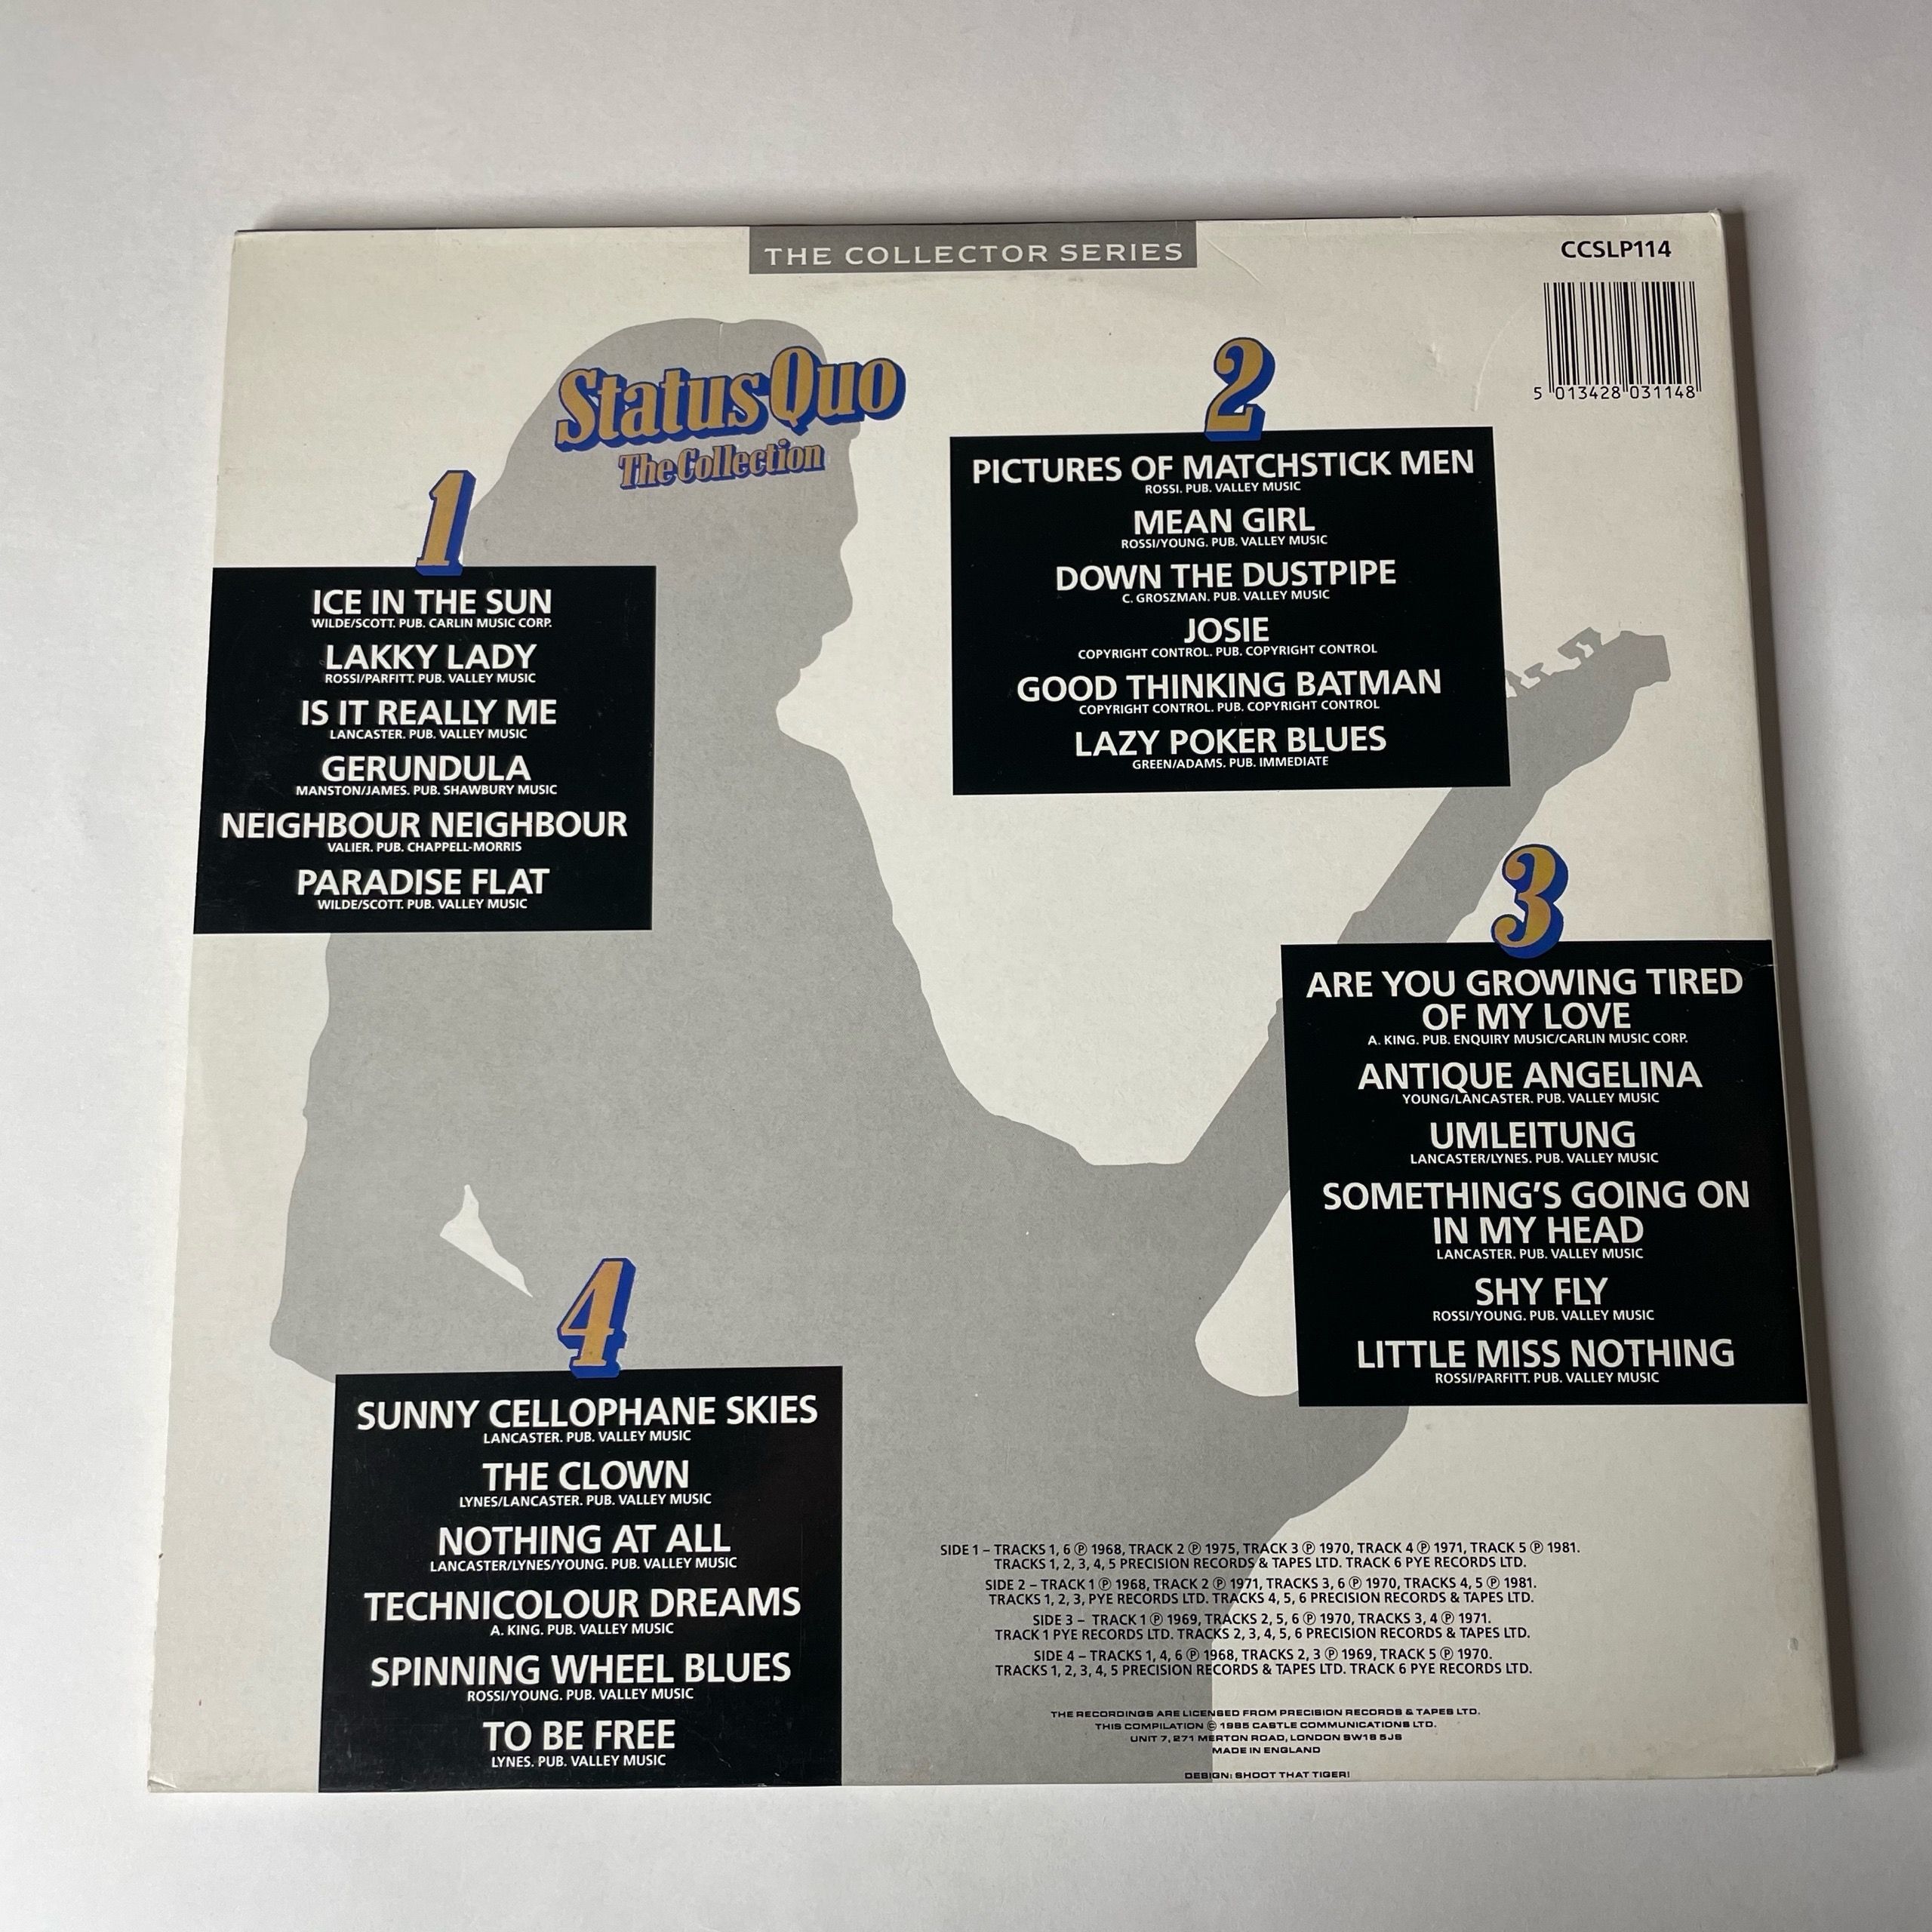 THE COLLECTOR SERIES
CCSLP114
5 013428 031148
Status Quo
The Collection
1
ICE IN THE SUN
WILDE/SCOTT. PUB. CARLIN MUSIC CORP.
LAKKY LADY
ROSSI/PARFITT. PUB. VALLEY MUSIC
IS IT REALLY ME
LANCASTER. PUB. VALLEY MUSIC
GERUNDULA
MANSTON/JAMES. PUB. SHAWBURY MUSIC
NEIGHBOUR NEIGHBOUR
VALIER. PUB. CHAPPELL-MORRIS
PARADISE FLAT
WILDE/SCOTT. PUB. VALLEY MUSIC
2
PICTURES OF MATCHSTICK MEN
ROSSI. PUB. VALLEY MUSIC
MEAN GIRL
ROSSI/YOUNG. PUB. VALLEY MUSIC
DOWN THE DUSTPIPE
C. GROSZMAN. PUB. VALLEY MUSIC
JOSIE
COPYRIGHT CONTROL. PUB. COPYRIGHT CONTROL
GOOD THINKING BATMAN
COPYRIGHT CONTROL. PUB. COPYRIGHT CONTROL
LAZY POKER BLUES
GREEN/ADAMS. PUB. IMMEDIATE
3
ARE YOU GROWING TIRED
OF MY LOVE
A. KING. PUB. ENQUIRY MUSIC/CARLIN MUSIC CORP.
ANTIQUE ANGELINA
YOUNG/LANCASTER. PUB. VALLEY MUSIC
UMLEITUNG
LANCASTER/LYNES. PUB. VALLEY MUSIC
SOMETHING'S GOING ON
IN MY HEAD
LANCASTER. PUB. VALLEY MUSIC
SHY FLY
ROSSI/YOUNG. PUB. VALLEY MUSIC
LITTLE MISS NOTHING
ROSSI/PARFITT. PUB. VALLEY MUSIC
4
SUNNY CELLOPHANE SKIES
LANCASTER. PUB. VALLEY MUSIC
THE CLOWN
LYNES/LANCASTER. PUB. VALLEY MUSIC
NOTHING AT ALL
LANCASTER/LYNES/YOUNG. PUB. VALLEY MUSIC
TECHNICOLOUR DREAMS
A. KING. PUB. VALLEY MUSIC
SPINNING WHEEL BLUES
ROSSI/YOUNG. PUB. VALLEY MUSIC
TO BE FREE
LYNES. PUB. VALLEY MUSIC
SIDE 1 – TRACKS 1, 6 ℗ 1968, TRACK 2 ℗ 1975, TRACK 3 ℗ 1970, TRACK 4 ℗ 1971, TRACK 5 ℗ 1981.
TRACKS 1, 2, 3, 4, 5 PRECISION RECORDS & TAPES LTD. TRACK 6 PYE RECORDS LTD.
SIDE 2 – TRACK 1 ℗ 1968, TRACK 2 ℗ 1971, TRACKS 3, 6 ℗ 1970, TRACKS 4, 5 ℗ 1981.
TRACKS 1, 2, 3, PYE RECORDS LTD. TRACKS 4, 5, 6 PRECISION RECORDS & TAPES LTD.
SIDE 3 – TRACK 1 ℗ 1969, TRACKS 2, 5, 6 ℗ 1970, TRACKS 3, 4 ℗ 1971.
TRACK 1 PYE RECORDS LTD. TRACKS 2, 3, 4, 5, 6 PRECISION RECORDS & TAPES LTD.
SIDE 4 – TRACKS 1, 4, 6 ℗ 1968, TRACKS 2, 3 ℗ 1969, TRACK 5 ℗ 1970.
TRACKS 1, 2, 3, 4, 5 PRECISION RECORDS & TAPES LTD. TRACK 6 PYE RECORDS LTD.
THE RECORDINGS ARE LICENSED FROM PRECISION RECORDS & TAPES LTD.
THIS COMPILATION © 1985 CASTLE COMMUNICATIONS LTD.
UNIT 7, 271 MERTON ROAD, LONDON SW18 5JS
MADE IN ENGLAND
DESIGN: SHOOT THAT TIGER!